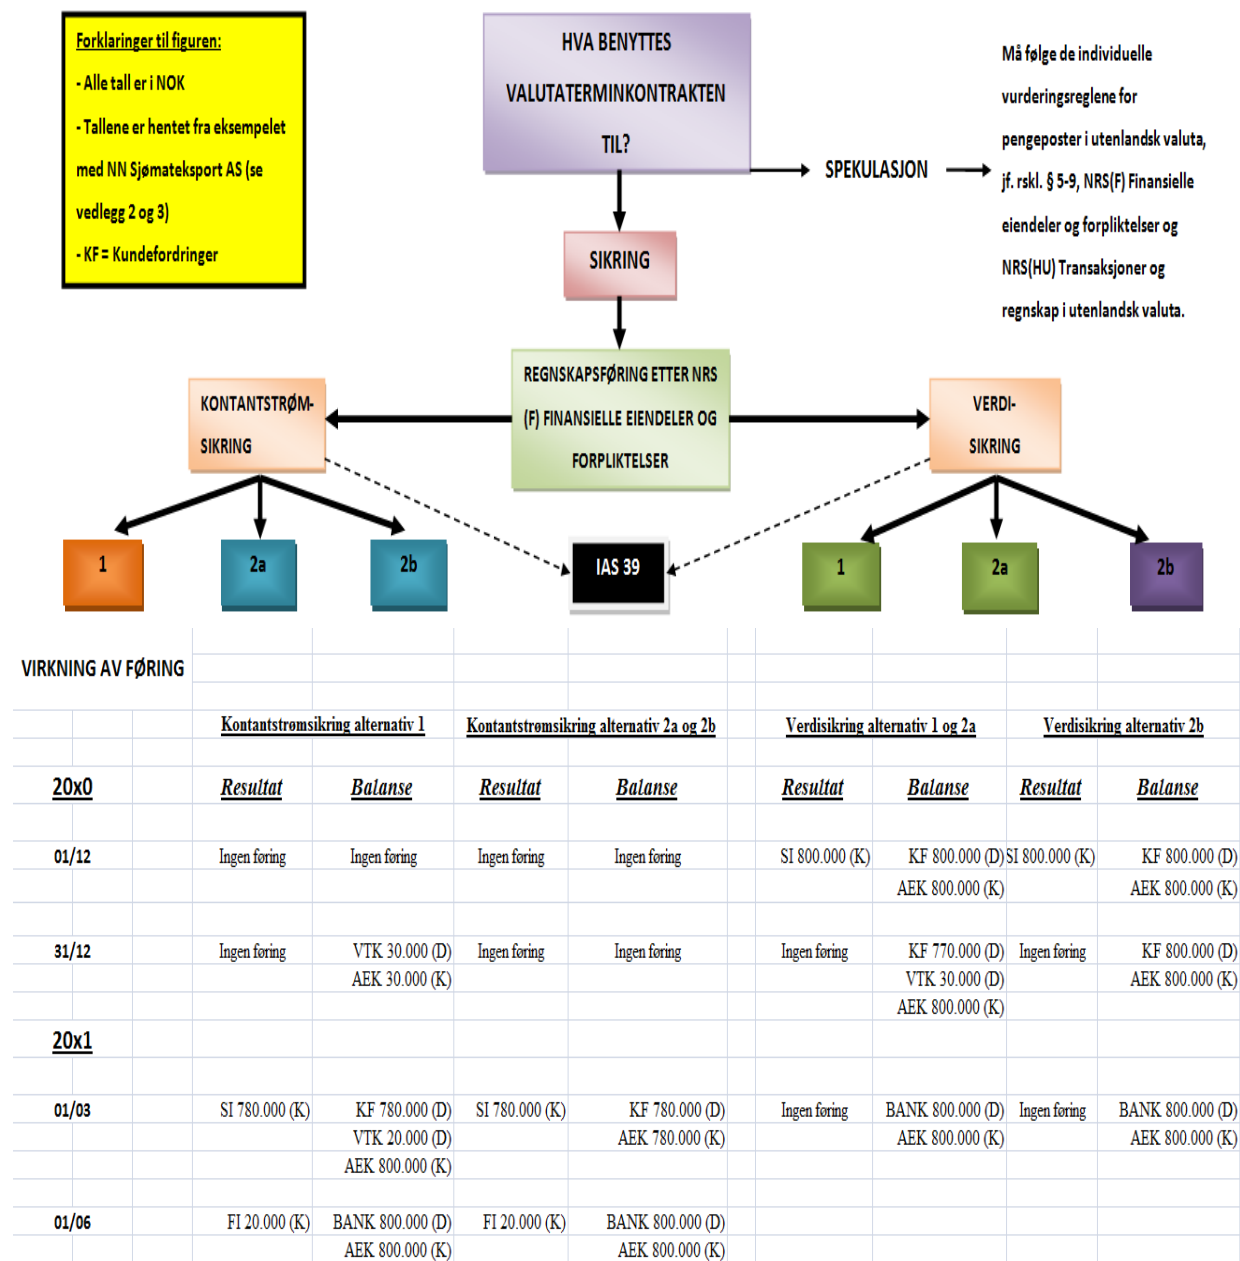 Forklaringer til figuren:
- Alle tall er i NOK
- Tallene er hentet fra eksempelet
med NN Sjømateksport AS (se
vedlegg 2 og 3)
- KF = Kundefordringer
HVA BENYTTES
VALUTATERMINKONTRAKTEN
TIL?
SPEKULASJON
Må følge de individuelle
vurderingsreglene for
pengeposter i utenlandsk valuta,
jf. rskl. § 5-9, NRS(F) Finansielle
eiendeler og forpliktelser og
NRS(HU) Transaksjoner og
regnskap i utenlandsk valuta.
SIKRING
REGNSKAPSFØRING ETTER NRS
(F) FINANSIELLE EIENDELER OG
FORPLIKTELSER
KONTANTSTRØM-
SIKRING
VERDI-
SIKRING
1 2a 2b IAS 39 1 2a 2b
VIRKNING AV FØRING
Kontantstrømsikring alternativ 1 Kontantstrømsikring alternativ 2a og 2b Verdisikring alternativ 1 og 2a Verdisikring alternativ 2b
20x0 Resultat Balanse Resultat Balanse Resultat Balanse Resultat Balanse
01/12 Ingen føring Ingen føring Ingen føring Ingen føring SI 800.000 (K) KF 800.000 (D) SI 800.000 (K) KF 800.000 (D)
AEK 800.000 (K) AEK 800.000 (K)
31/12 Ingen føring VTK 30.000 (D) Ingen føring Ingen føring Ingen føring KF 770.000 (D) Ingen føring KF 800.000 (D)
AEK 30.000 (K) VTK 30.000 (D) AEK 800.000 (K)
AEK 800.000 (K)
20x1
01/03 SI 780.000 (K) KF 780.000 (D) SI 780.000 (K) KF 780.000 (D) Ingen føring BANK 800.000 (D) Ingen føring BANK 800.000 (D)
VTK 20.000 (D) AEK 780.000 (K) AEK 800.000 (K) AEK 800.000 (K)
AEK 800.000 (K)
01/06 FI 20.000 (K) BANK 800.000 (D) FI 20.000 (K) BANK 800.000 (D)
AEK 800.000 (K) AEK 800.000 (K)